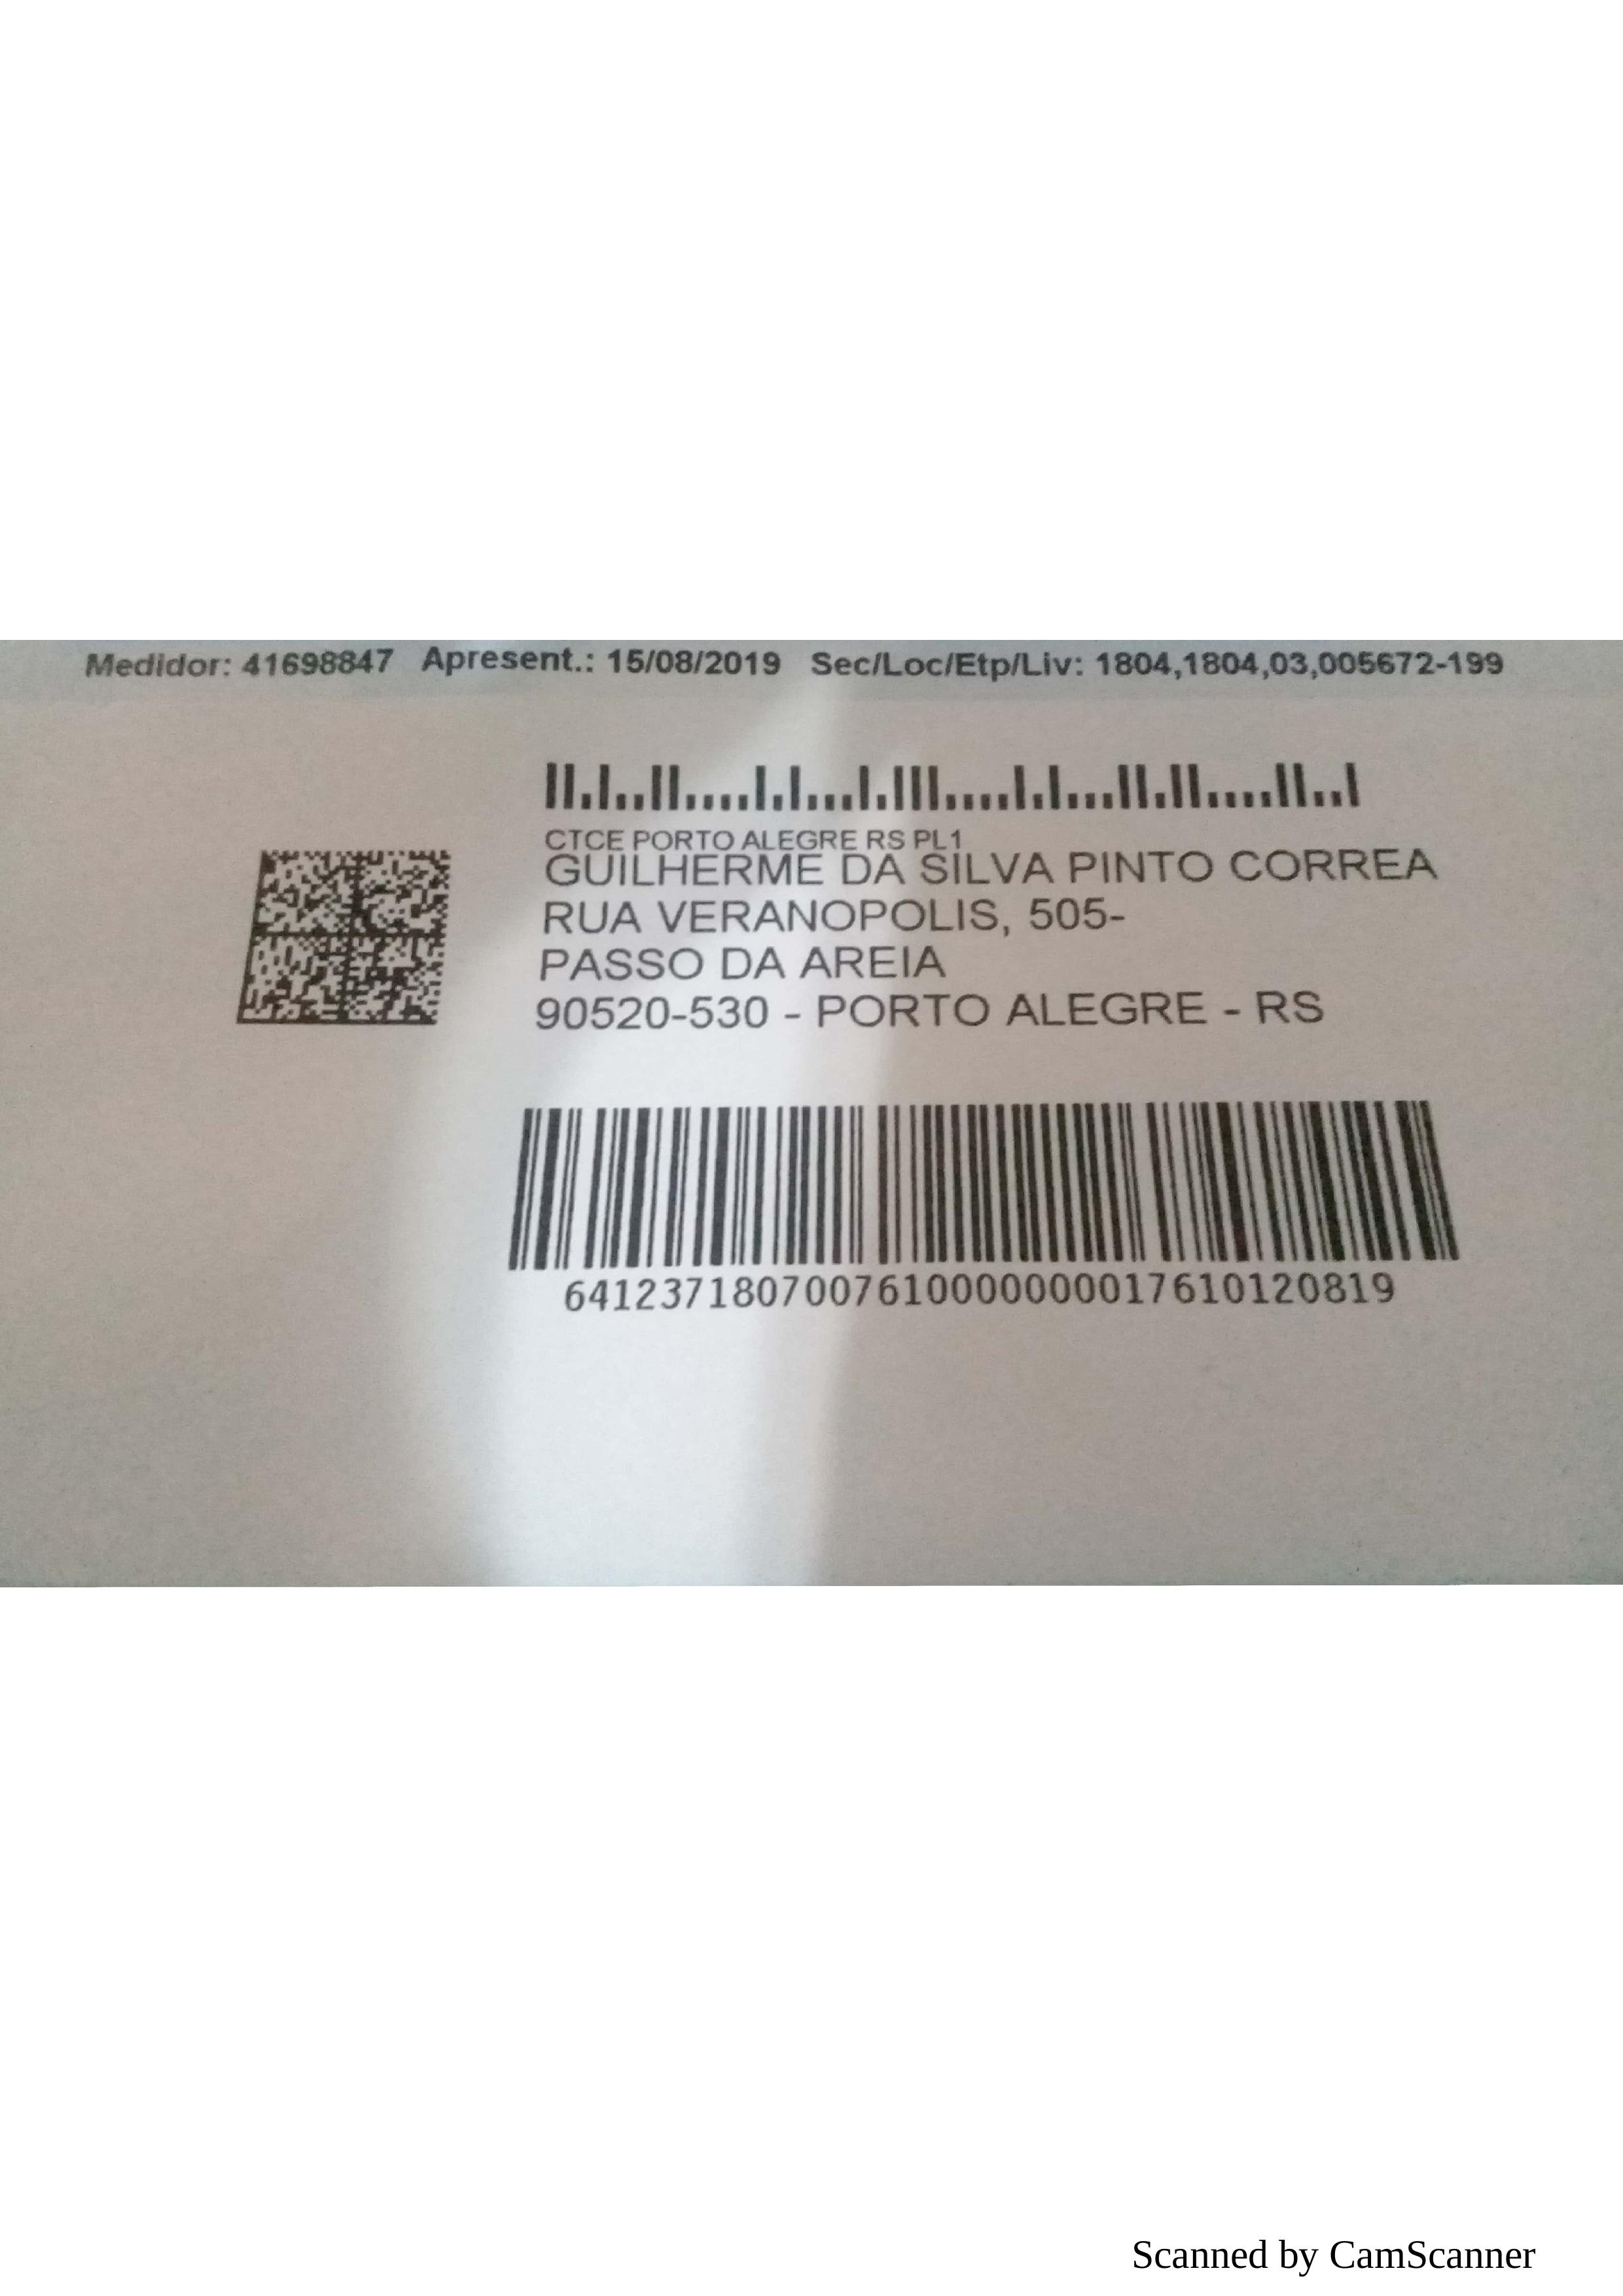 Medidor: 41698847 Apresent.: 15/08/2019 Sec/Loc/Etp/Liv: 1804,1804,03,005672-199
CTCE PORTO ALEGRE RS PL1
GUILHERME DA SILVA PINTO CORREA
RUA VERANOPOLIS, 505-
PASSO DA AREIA
90520-530 - PORTO ALEGRE - RS
6412371807007610000000017610120819
Scanned by CamScanner